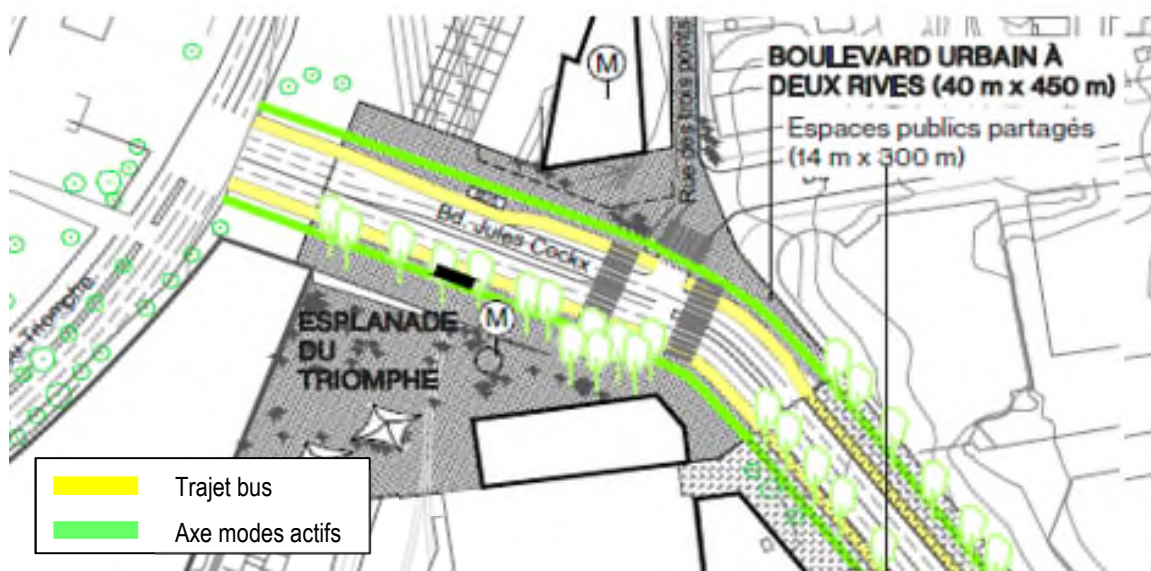 BOULEVARD URBAIN À
DEUX RIVES (40 m x 450 m)
Espaces publics partagés
(14 m x 300 m)
M
Rue des trois ponts
Bd. Jules Cockx
M
ESPLANADE
DU
TRIOMPHE
Triomphe
Trajet bus
Axe modes actifs